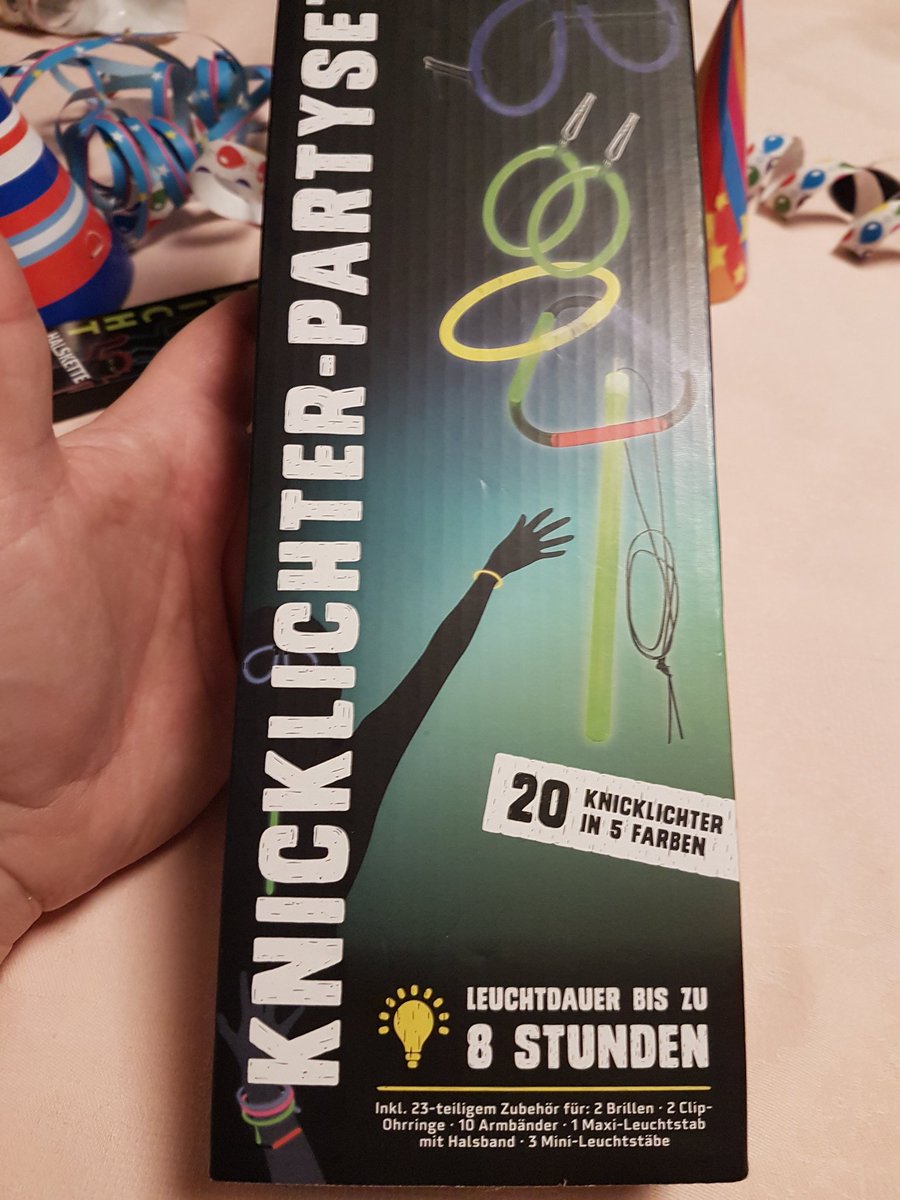 KNICKLICHTER-PARTYSET
HALSKETTE
20 KNICKLICHTER
IN 5 FARBEN
LEUCHTDAUER BIS ZU
8 STUNDEN
Inkl. 23-teiligem Zubehör für: 2 Brillen · 2 Clip-
Ohrringe · 10 Armbänder · 1 Maxi-Leuchtstab
mit Halsband · 3 Mini-Leuchtstäbe